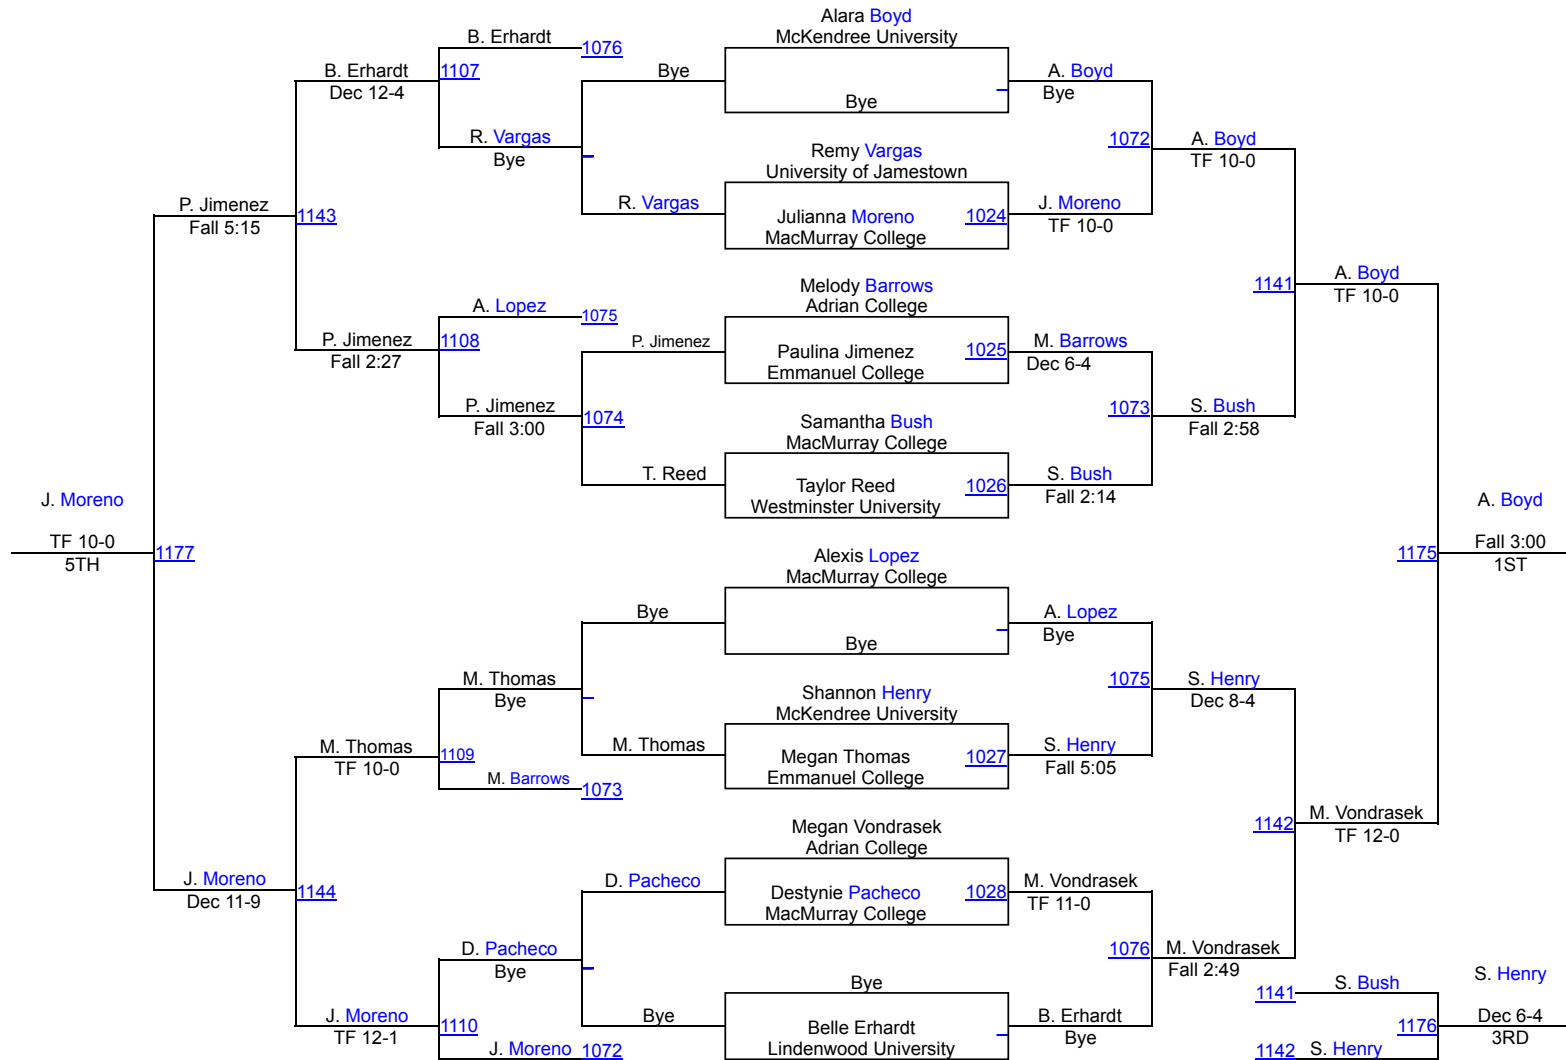 Alara Boyd
McKendree University
B. Erhardt
1076
B. Erhardt
1107
Bye
A. Boyd
Dec 12-4
Bye
Bye
R. Vargas
1072
A. Boyd
Bye
Remy Vargas
TF 10-0
University of Jamestown
P. Jimenez
R. Vargas
J. Moreno
1143
Julianna Moreno
1024
Fall 5:15
MacMurray College
TF 10-0
Melody Barrows
A. Boyd
A. Lopez
Adrian College
1141
TF 10-0
1075
P. Jimenez
1108
P. Jimenez
Paulina Jimenez
1025
M. Barrows
Fall 2:27
Emmanuel College
Dec 6-4
P. Jimenez
1074
1073
S. Bush
Fall 3:00
Samantha Bush
Fall 2:58
MacMurray College
T. Reed
S. Bush
Taylor Reed
1026
J. Moreno
Westminster University
Fall 2:14
A. Boyd
TF 10-0
1177
Alexis Lopez
1175
Fall 3:00
5TH
MacMurray College
1ST
Bye
A. Lopez
Bye
Bye
M. Thomas
1075
S. Henry
Bye
Shannon Henry
Dec 8-4
McKendree University
M. Thomas
1109
M. Thomas
Megan Thomas
1027
S. Henry
TF 10-0
M. Barrows
1073
Emmanuel College
Fall 5:05
Megan Vondrasek
1142
M. Vondrasek
Adrian College
TF 12-0
J. Moreno
1144
D. Pacheco
Destynie Pacheco
1028
M. Vondrasek
Dec 11-9
MacMurray College
TF 11-0
D. Pacheco
1076
M. Vondrasek
Bye
Fall 2:49
Bye
1141
S. Bush
S. Henry
J. Moreno
1110
Bye
Belle Erhardt
B. Erhardt
1176
Dec 6-4
TF 12-1
J. Moreno
1072
Lindenwood University
Bye
1142
S. Henry
3RD